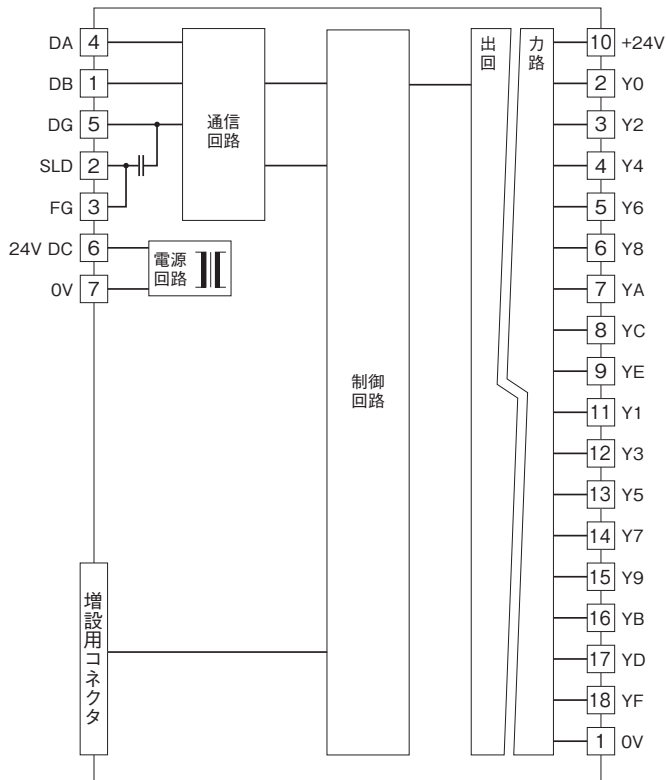 DA 4
DB 1
DG 5
SLD 2
FG 3
24V DC 6
0V 7
通信
回路
電源
回路
増設用コネクタ
制御
回路
出力
回路
10 +24V
2 Y0
3 Y2
4 Y4
5 Y6
6 Y8
7 YA
8 YC
9 YE
11 Y1
12 Y3
13 Y5
14 Y7
15 Y9
16 YB
17 YD
18 YF
1 0V